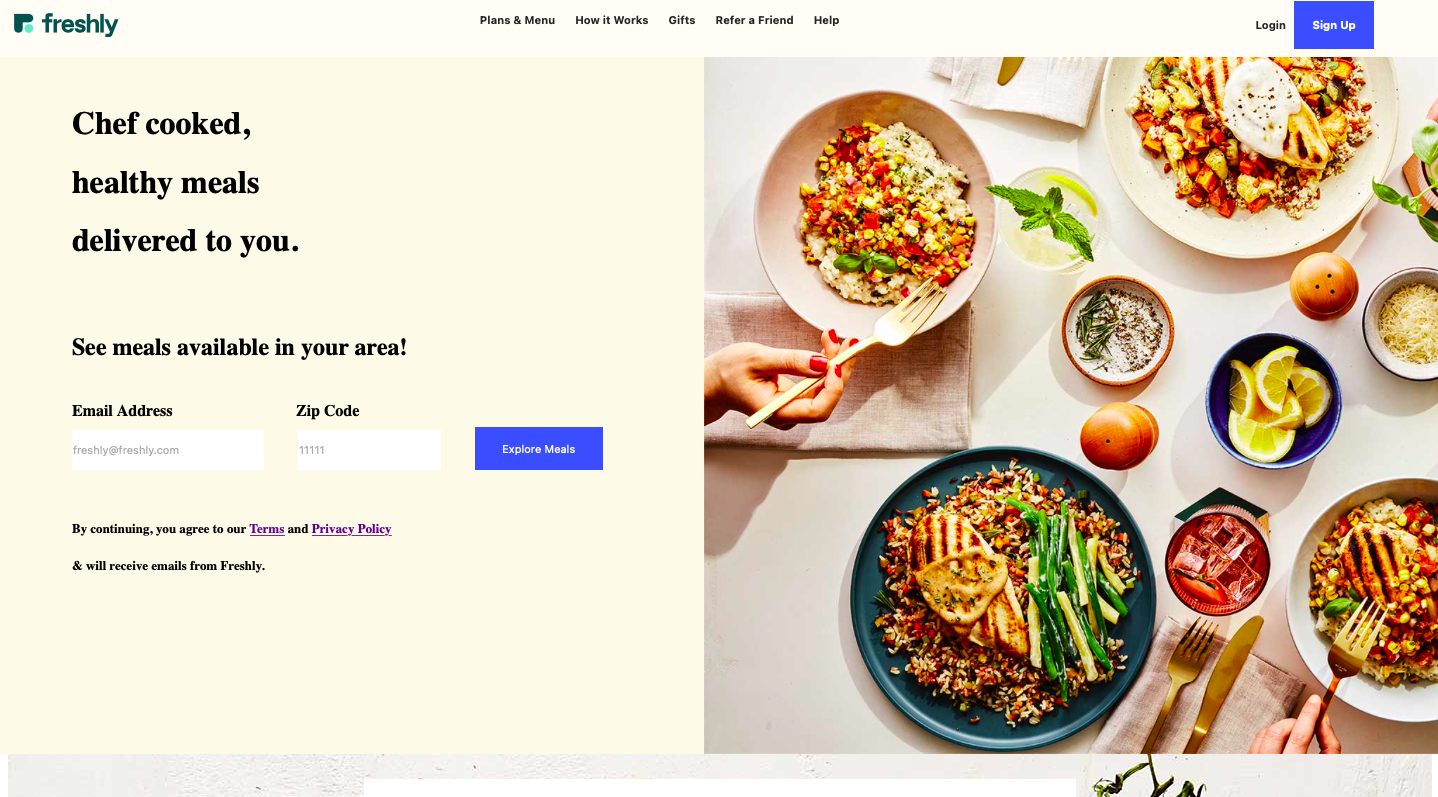 freshly
Plans & Menu
How it Works
Gifts
Refer a Friend
Help
Login
Sign Up
Chef cooked,
healthy meals
delivered to you.
See meals available in your area!
Email Address
Zip Code
freshly@freshly.com
11111
Explore Meals
By continuing, you agree to our Terms and Privacy Policy
& will receive emails from Freshly.